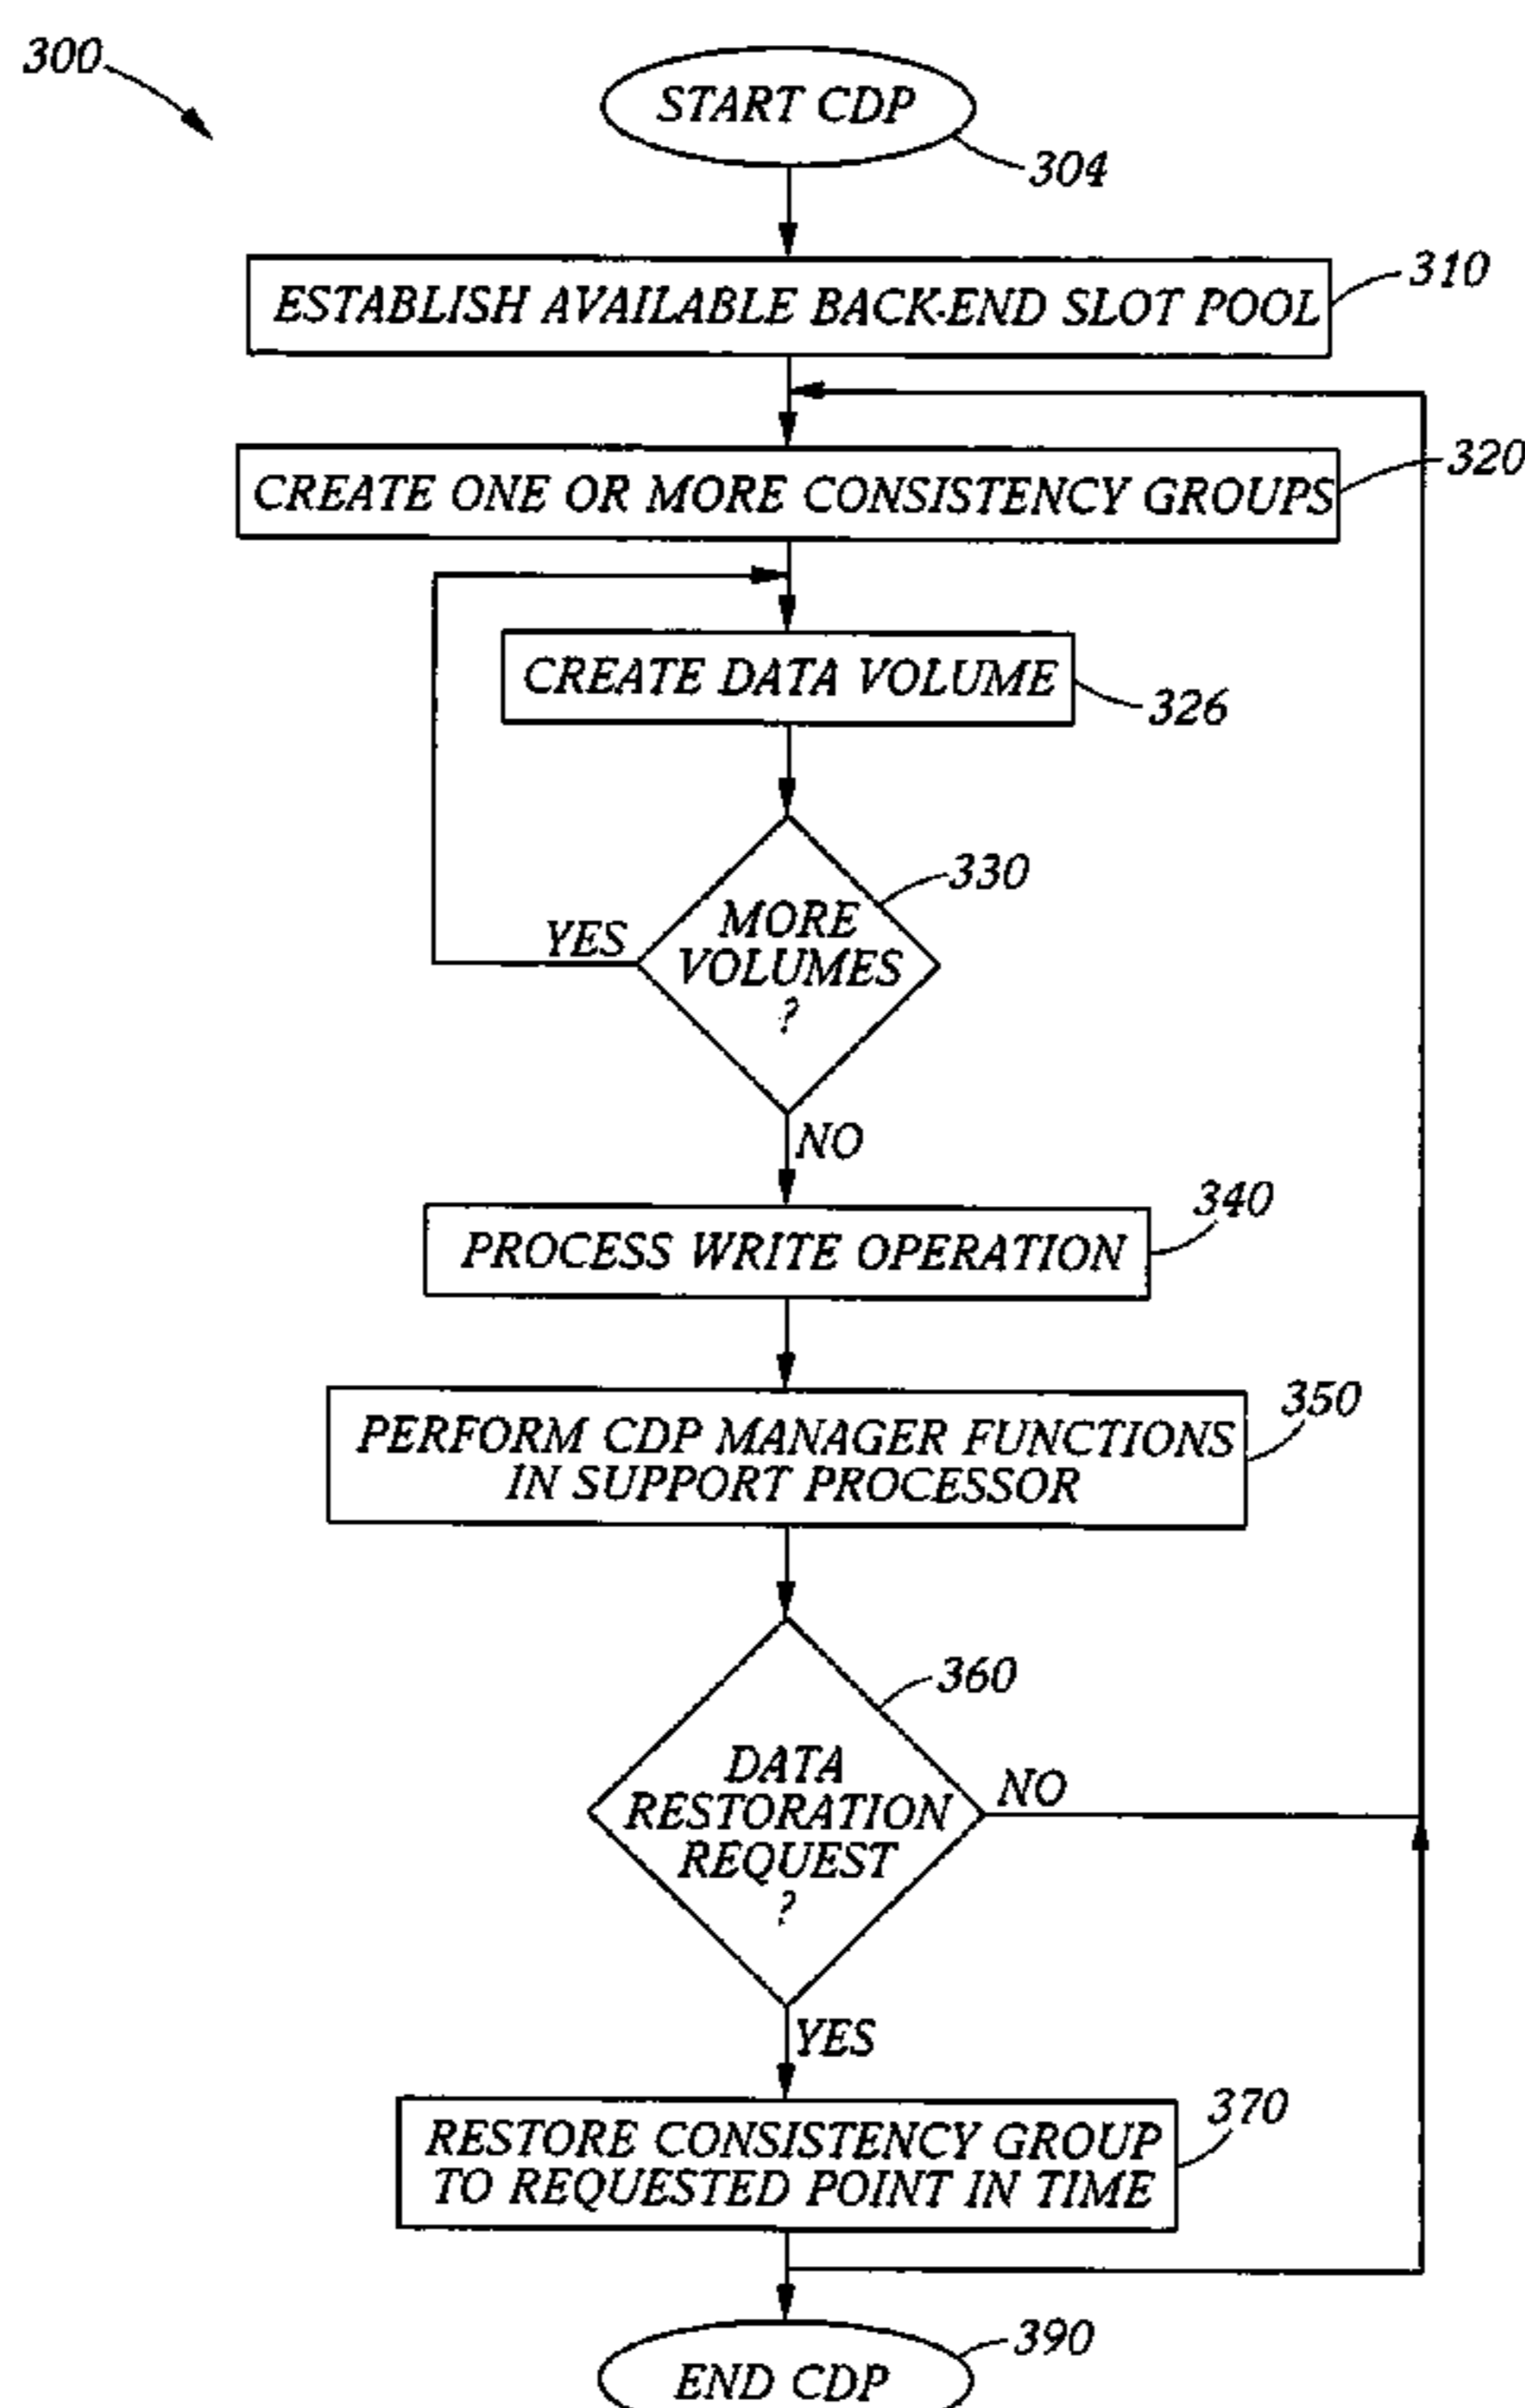 300
START CDP
304
ESTABLISH AVAILABLE BACK-END SLOT POOL
310
CREATE ONE OR MORE CONSISTENCY GROUPS
320
CREATE DATA VOLUME
326
330
MORE
VOLUMES
?
YES
NO
340
PROCESS WRITE OPERATION
350
PERFORM CDP MANAGER FUNCTIONS
IN SUPPORT PROCESSOR
360
DATA
RESTORATION
REQUEST
?
NO
YES
370
RESTORE CONSISTENCY GROUP
TO REQUESTED POINT IN TIME
390
END CDP